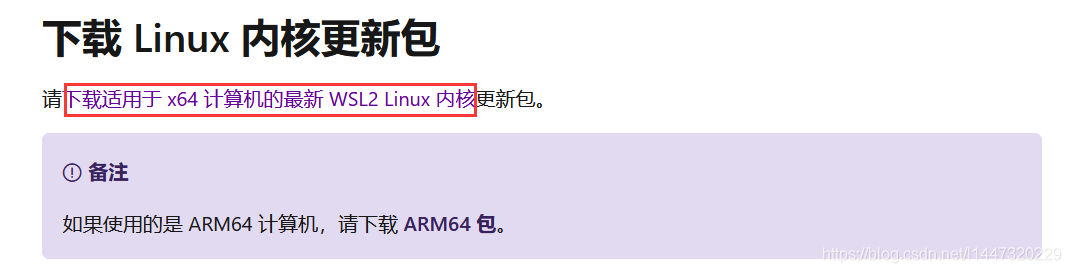 下载 Linux 内核更新包
请下载适用于 x64 计算机的最新 WSL2 Linux 内核更新包。
备注
如果使用的是 ARM64 计算机，请下载 ARM64 包。
https://blog.csdn.net/l1447320229